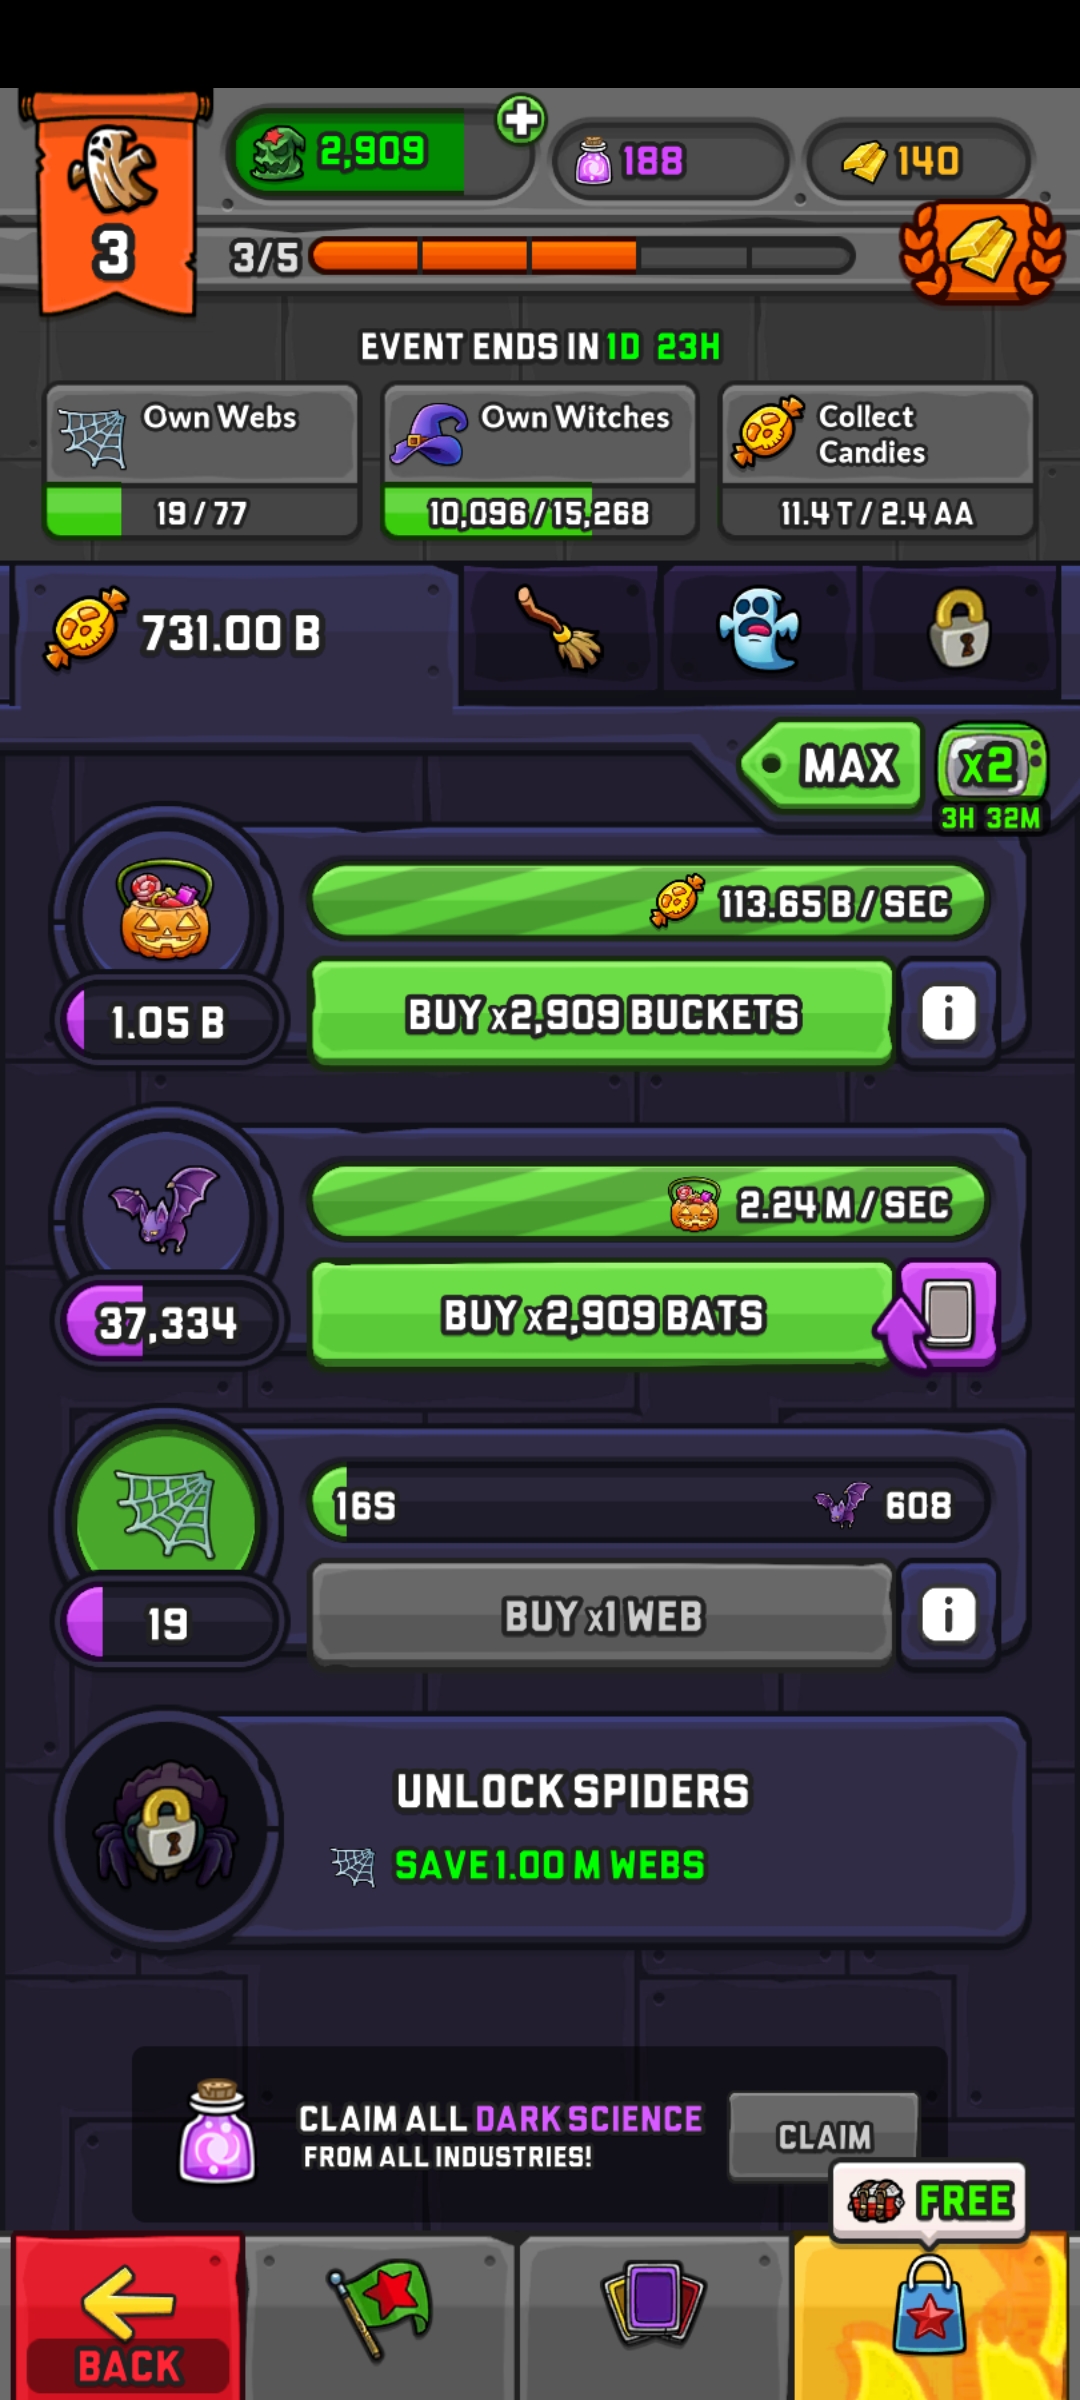 2,909
188
140
3
3/5
EVENT ENDS IN 1D 23H
Own Webs
19/77
Own Witches
10,096/15,268
Collect
Candies
11.4 T / 2.4 AA
731.00 B
MAX
x2
3H 32M
113.65 B / SEC
1.05 B
BUY x2,909 BUCKETS
2.24 M / SEC
37,334
BUY x2,909 BATS
16S
608
19
BUY x1 WEB
UNLOCK SPIDERS
SAVE 1.00 M WEBS
CLAIM ALL DARK SCIENCE
FROM ALL INDUSTRIES!
CLAIM
FREE
BACK